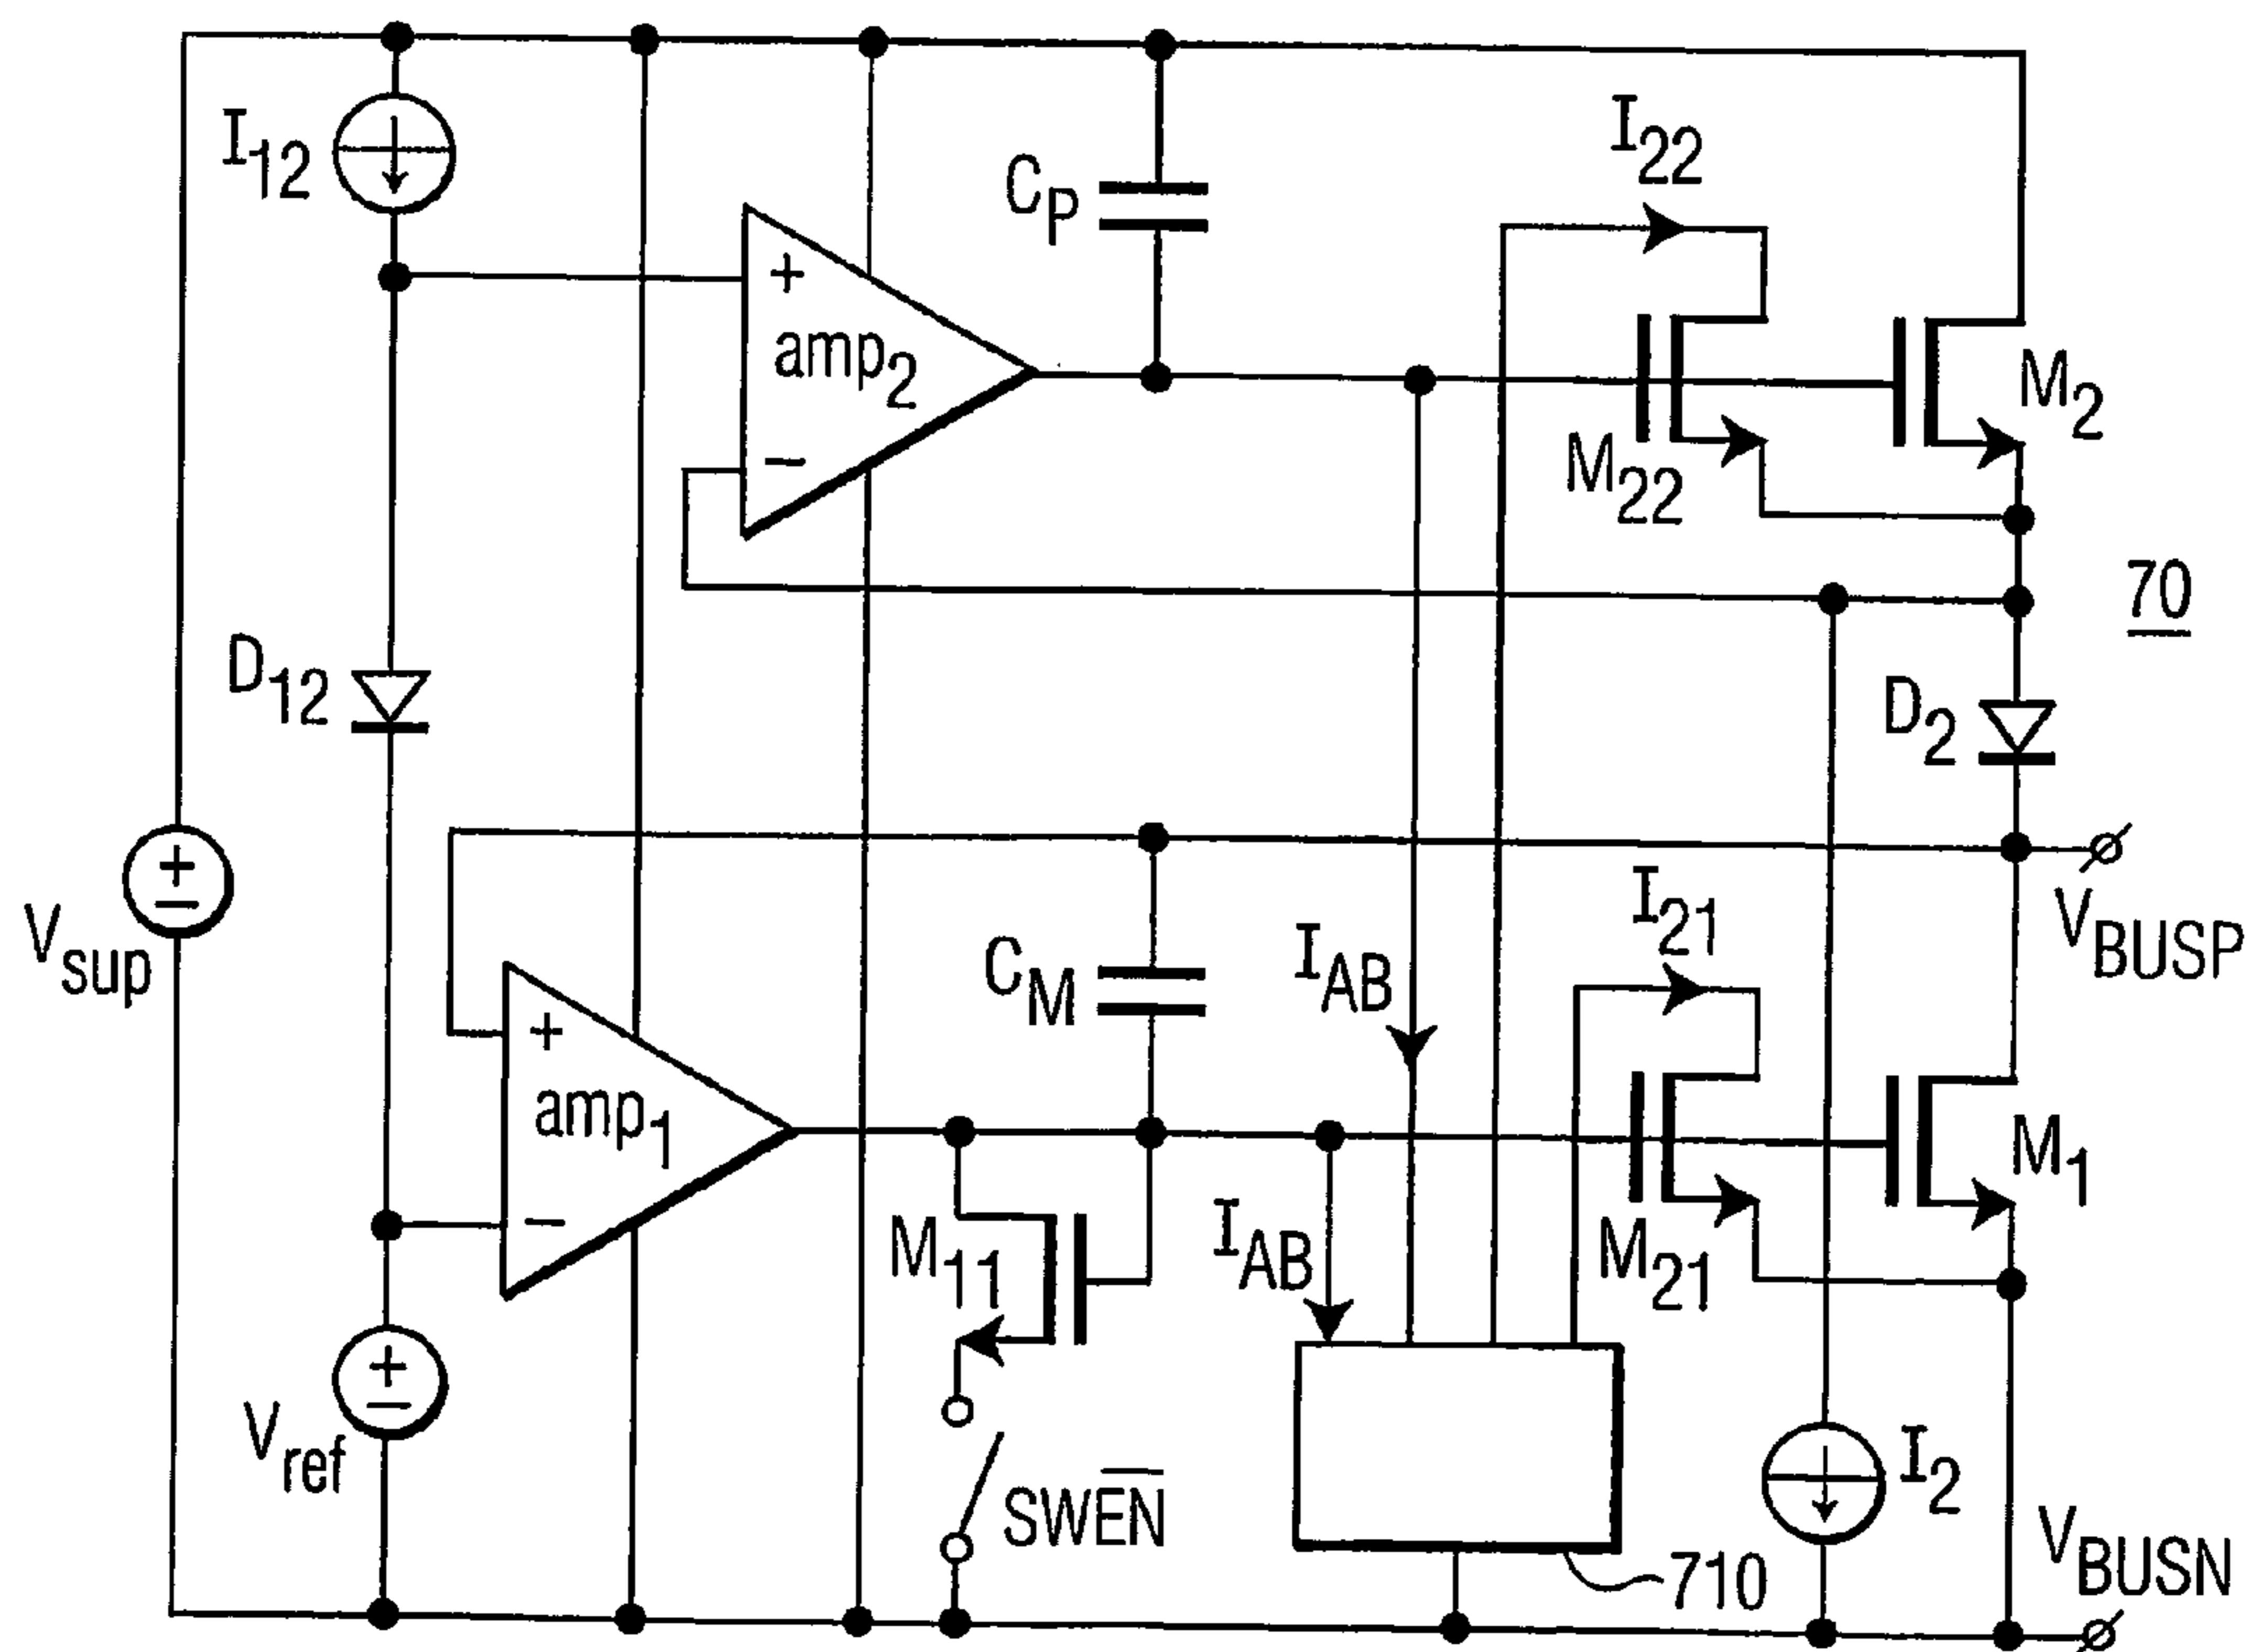 I12
I22
CP
+
amp2
−
M2
M22
70
D12
D2
+
−
Vsup
I21
VBUSP
IAB
CM
+
amp1
−
M1
M11
IAB
M21
+
−
Vref
SWEN̅
I2
VBUSN
710